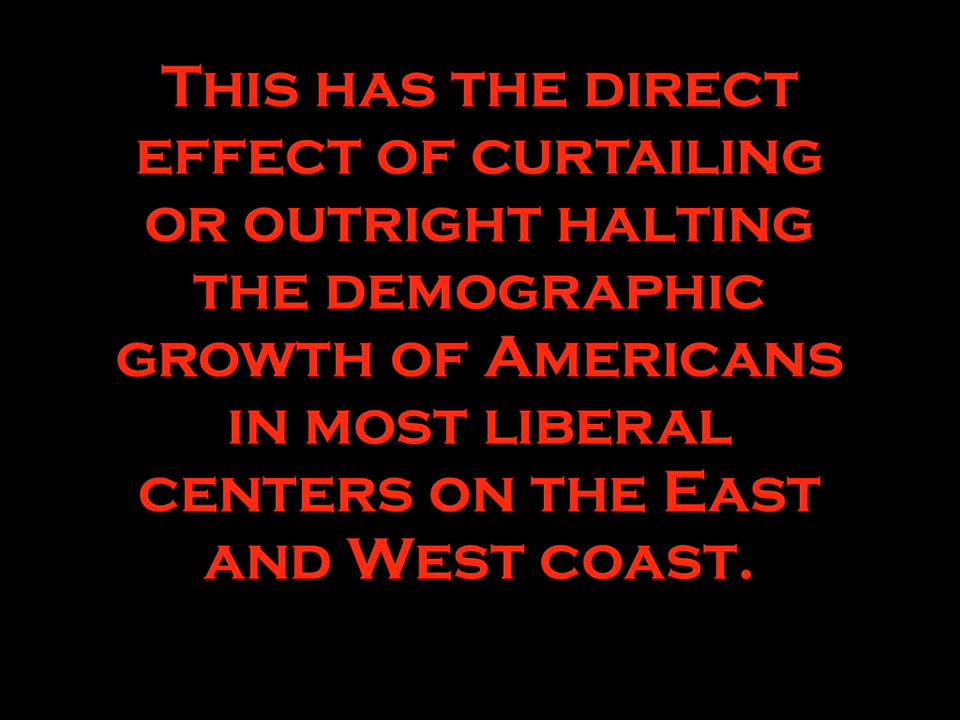 This has the direct
effect of curtailing
or outright halting
the demographic
growth of Americans
in most liberal
centers on the East
and West coast.